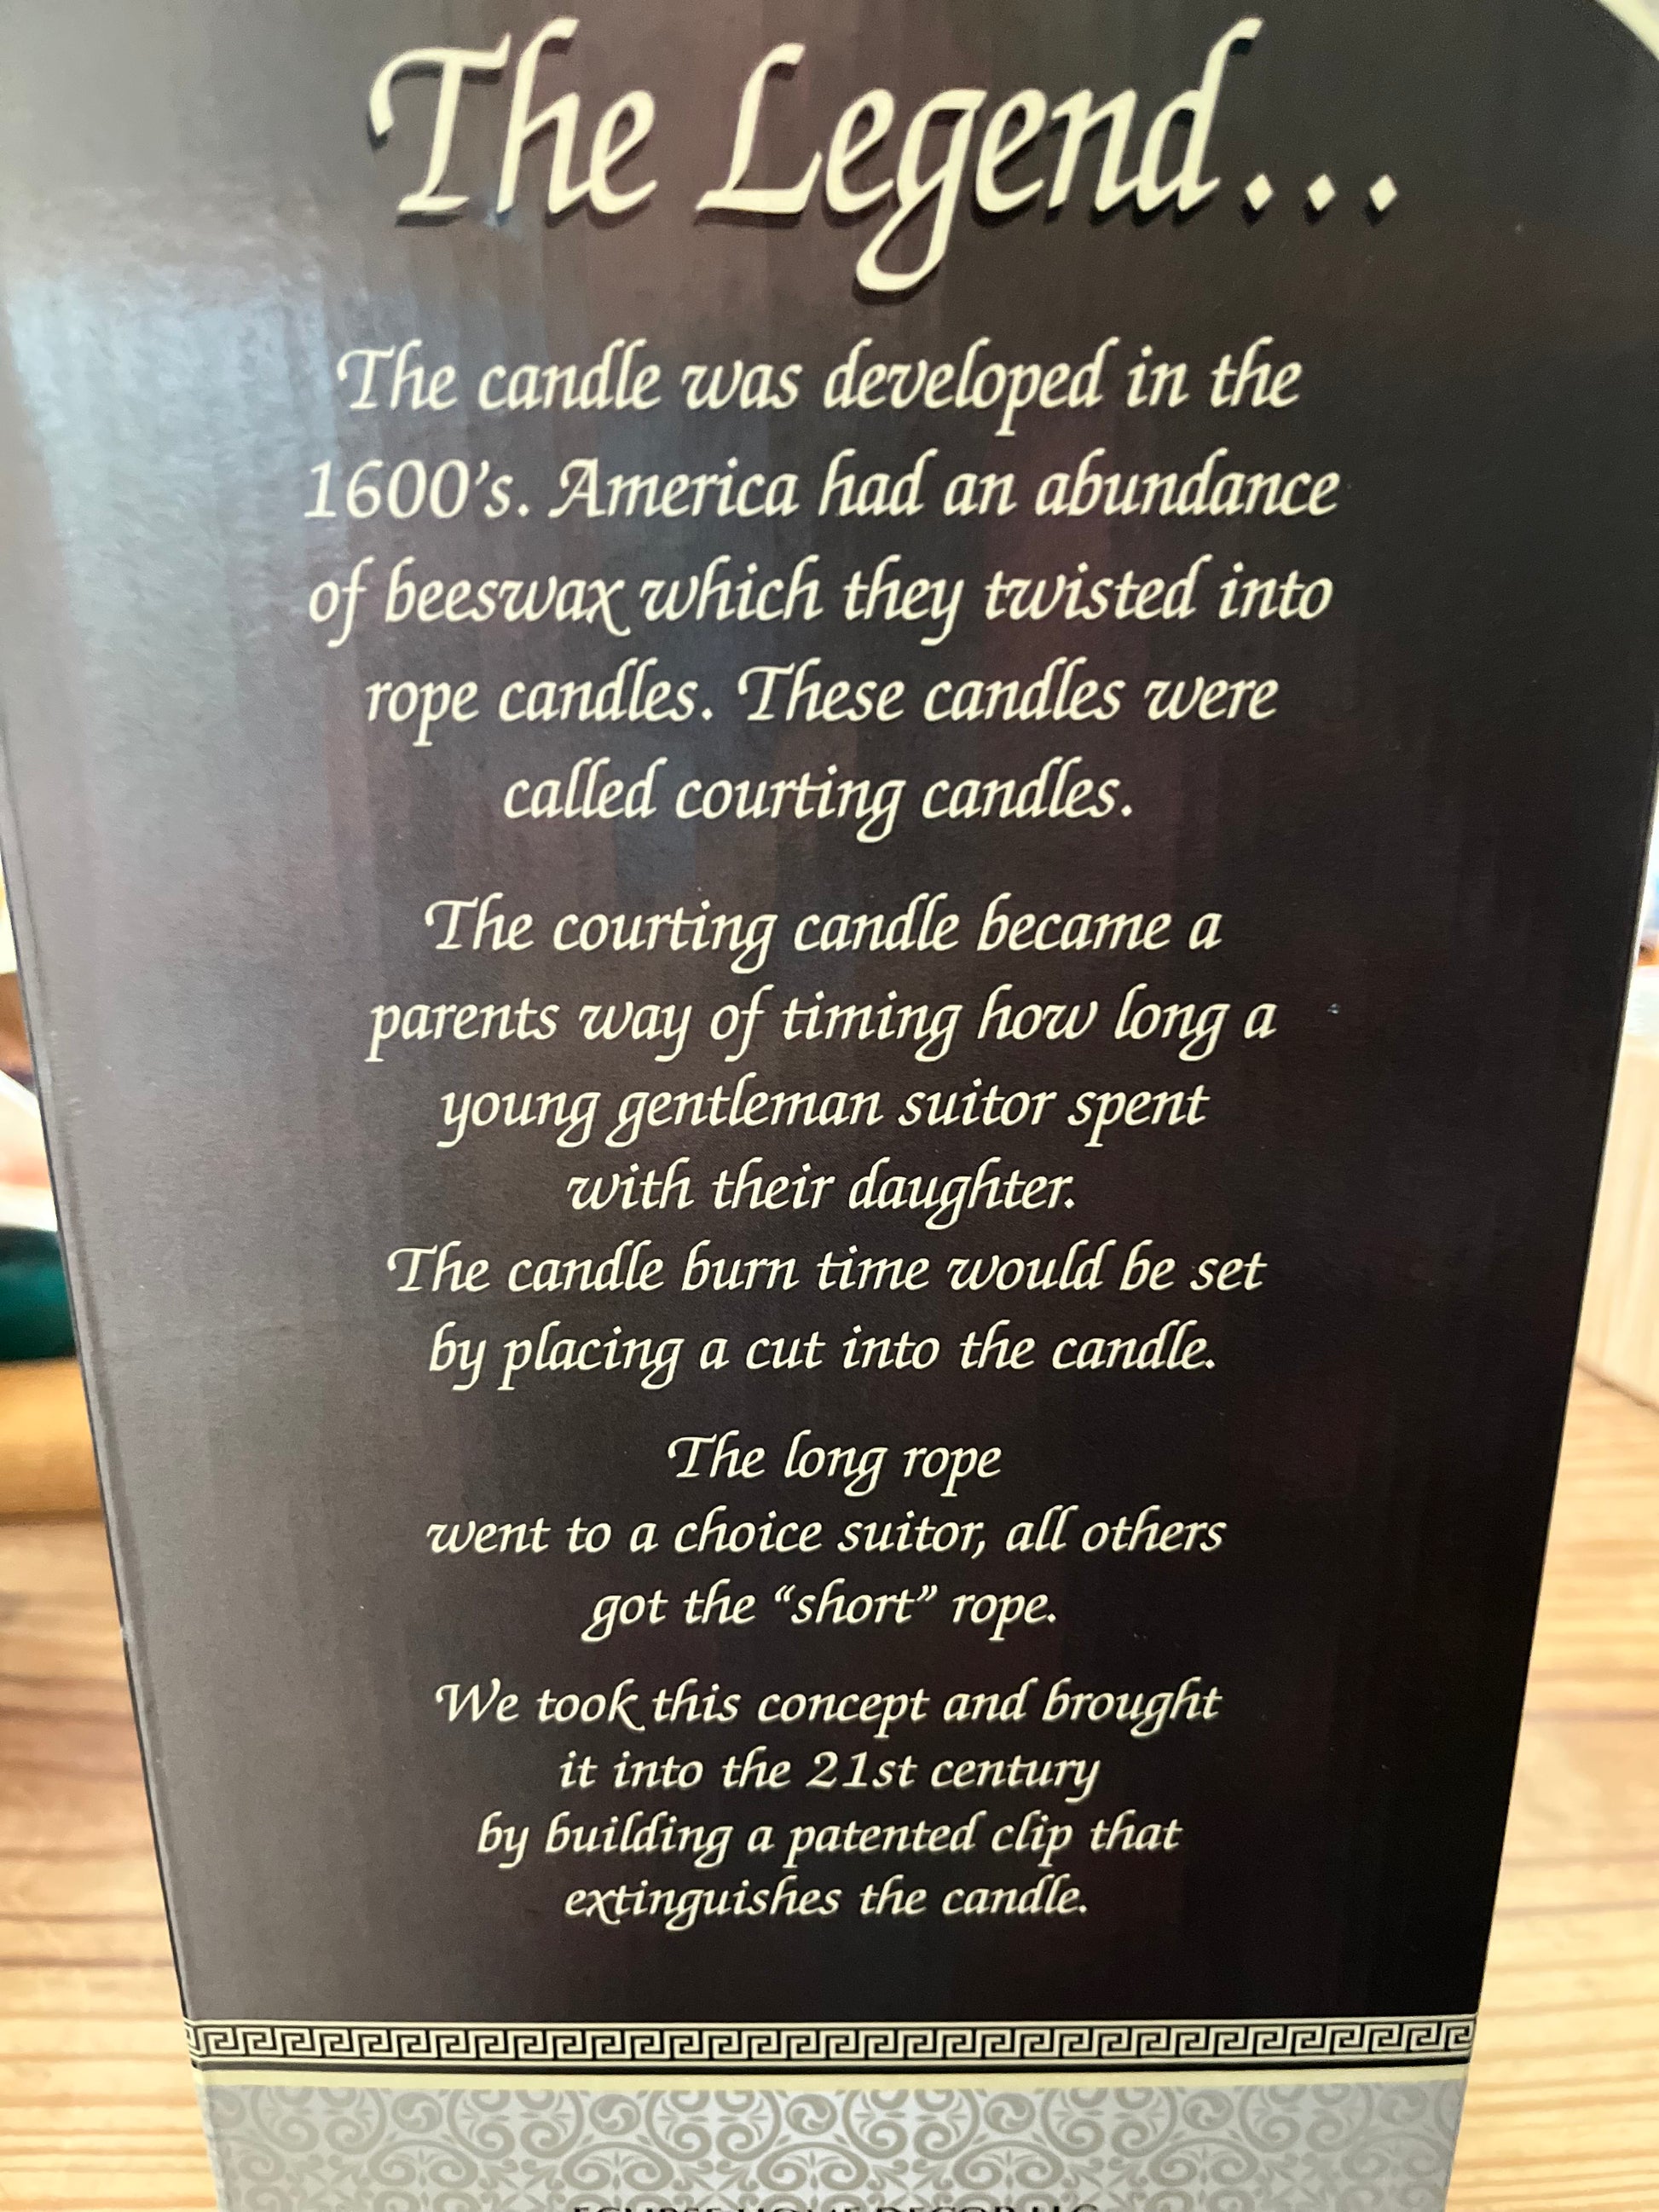 The Legend...
The candle was developed in the
1600's. America had an abundance
of beeswax which they twisted into
rope candles. These candles were
called courting candles.
The courting candle became a
parents way of timing how long a
young gentleman suitor spent
with their daughter.
The candle burn time would be set
by placing a cut into the candle.
The long rope
went to a choice suitor, all others
got the “short” rope.
We took this concept and brought
it into the 21st century
by building a patented clip that
extinguishes the candle.